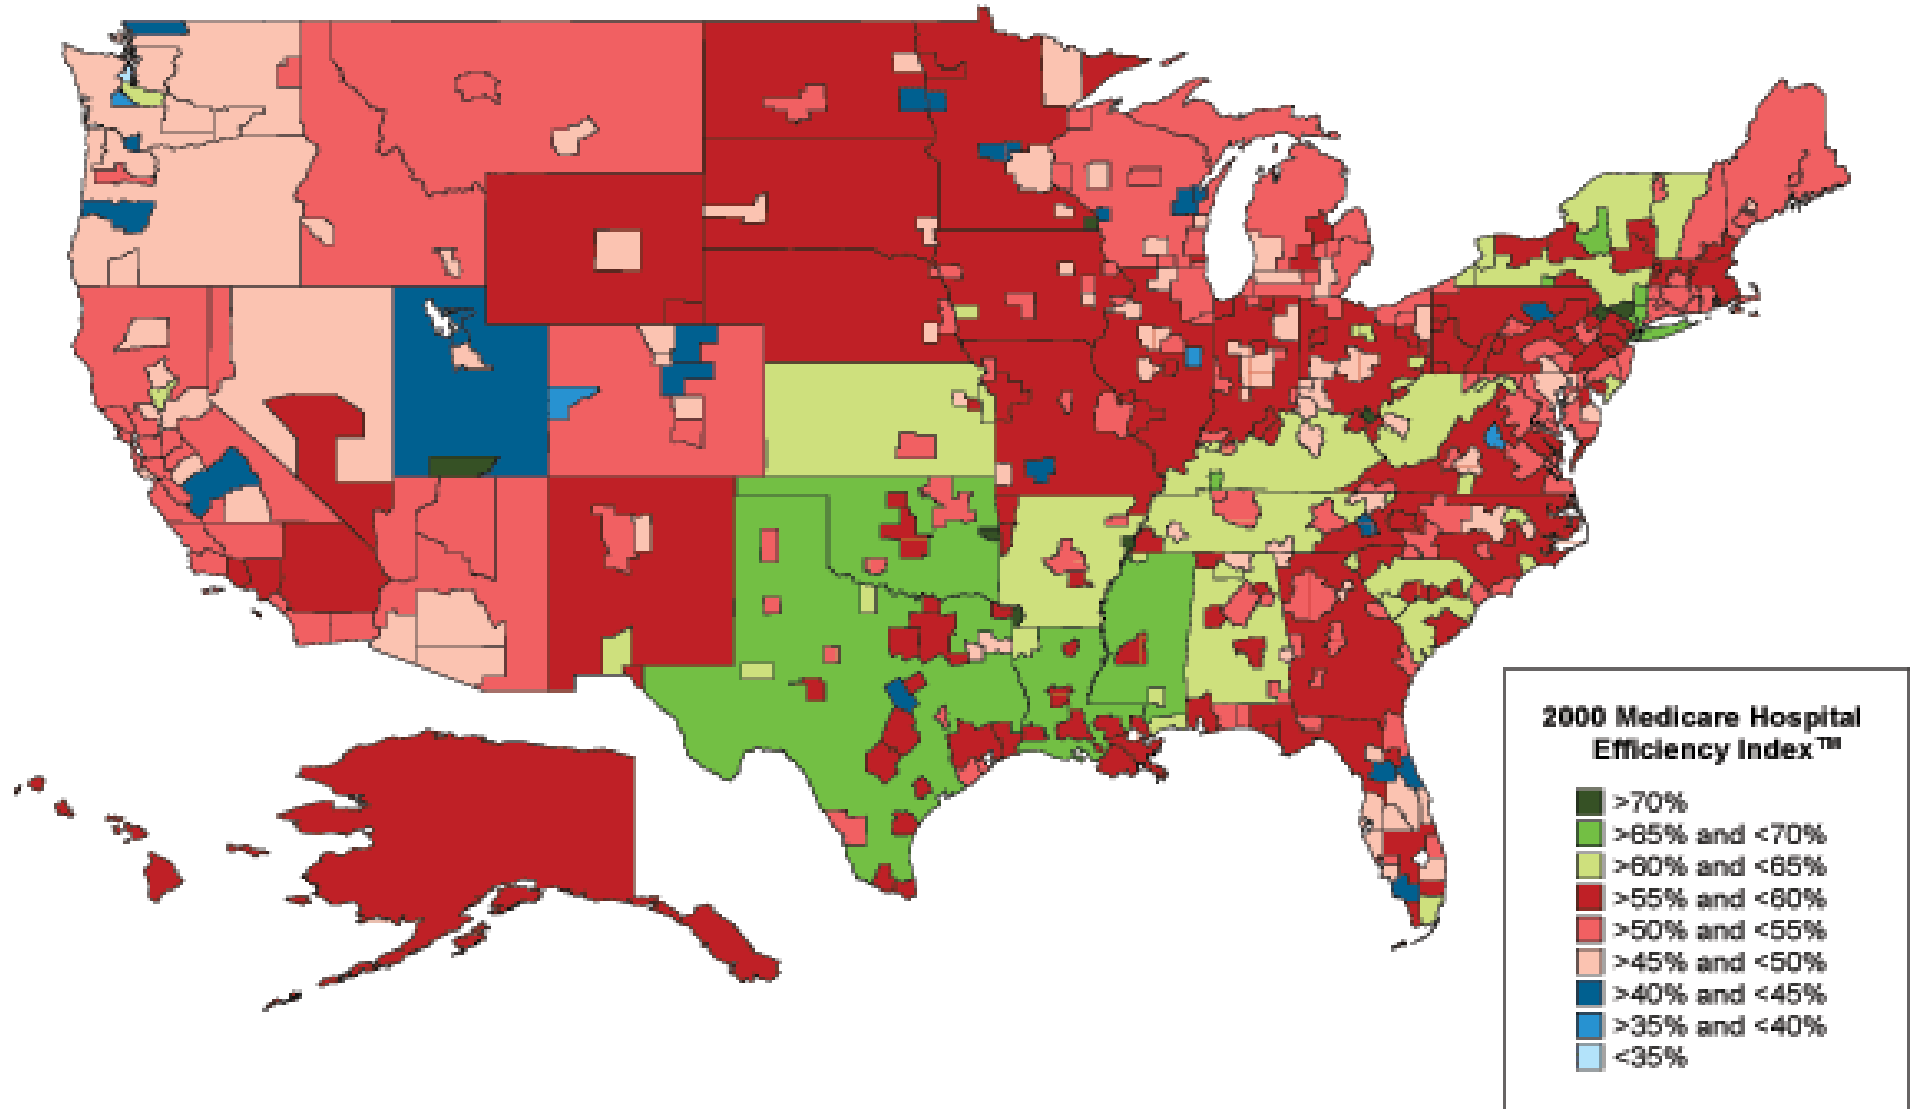 2000 Medicare Hospital
Efficiency Index™
>70%
>65% and <70%
>60% and <65%
>55% and <60%
>50% and <55%
>45% and <50%
>40% and <45%
>35% and <40%
<35%